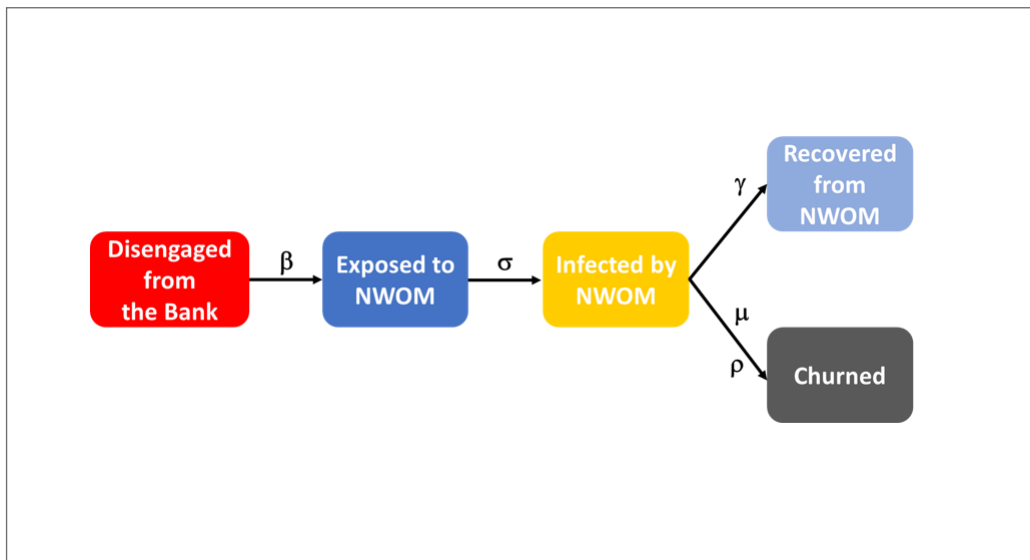 Disengaged
from
the Bank
β
Exposed to
NWOM
σ
Infected by
NWOM
γ
Recovered
from
NWOM
μ
ρ
Churned